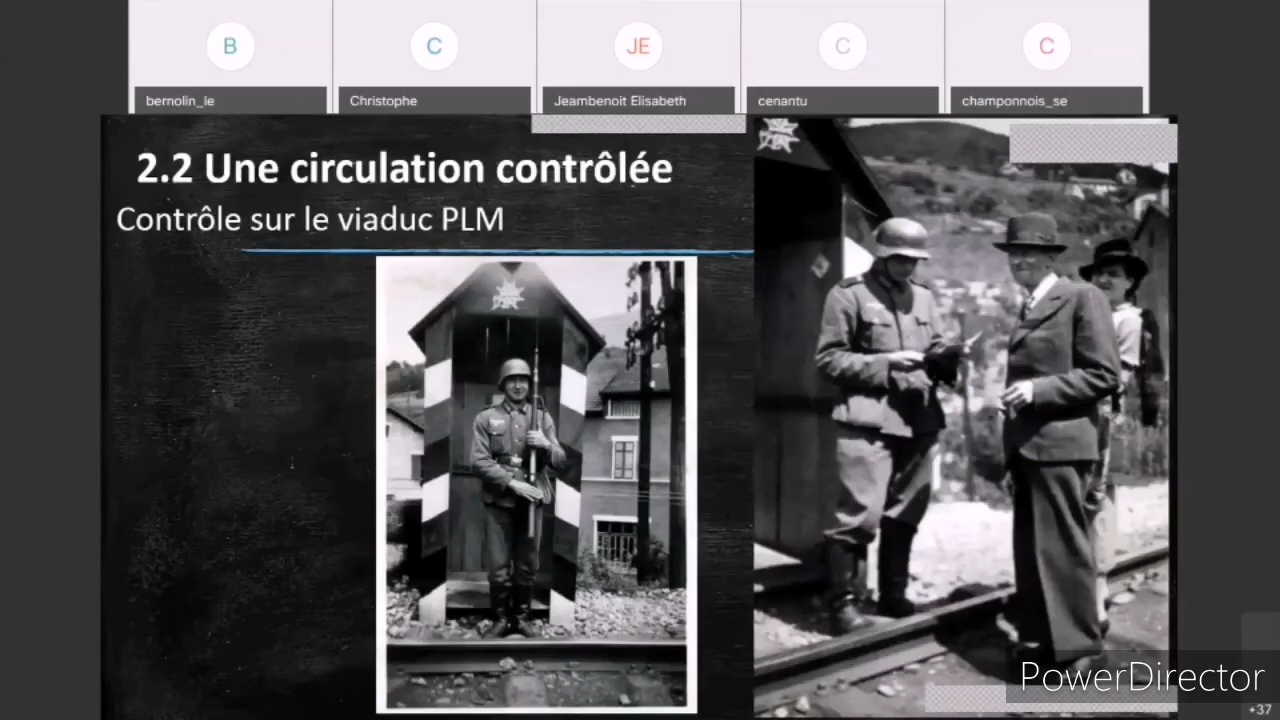 B
C
JE
C
C
bernolin_le
Christophe
Jeambenoit Elisabeth
cenantu
champonnois_se
2.2 Une circulation contrôlée
Contrôle sur le viaduc PLM
PowerDirector
+37